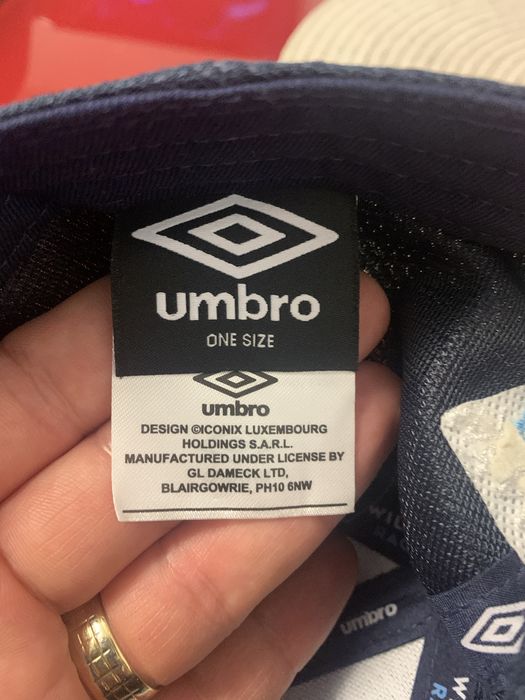 umbro
ONE SIZE
umbro
DESIGN ©ICONIX LUXEMBOURG
HOLDINGS S.A.R.L.
MANUFACTURED UNDER LICENSE BY
GL DAMECK LTD,
BLAIRGOWRIE, PH10 6NW
WIL
umbro
W
R